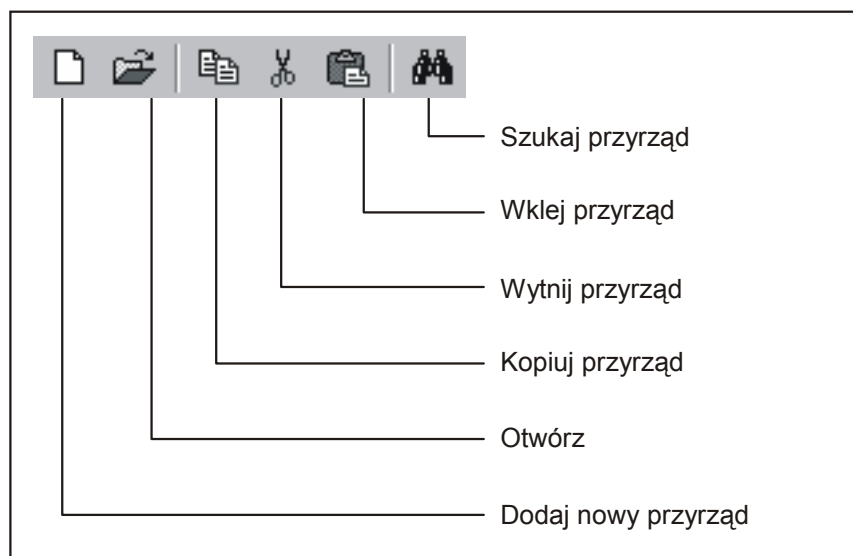 Szukaj przyrząd
Wklej przyrząd
Wytnij przyrząd
Kopiuj przyrząd
Otwórz
Dodaj nowy przyrząd